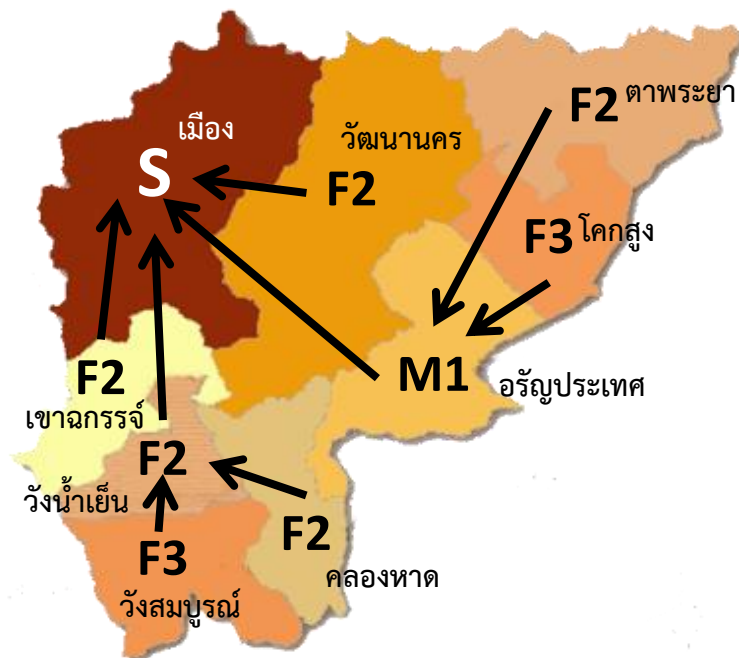 ตาพระยา
F2
เมือง
S
วัฒนานคร
F2
F3
โคกสูง
F2
เขาฉกรรจ์
M1
อรัญประเทศ
F2
วังน้ำเย็น
F2
คลองหาด
F3
วังสมบูรณ์